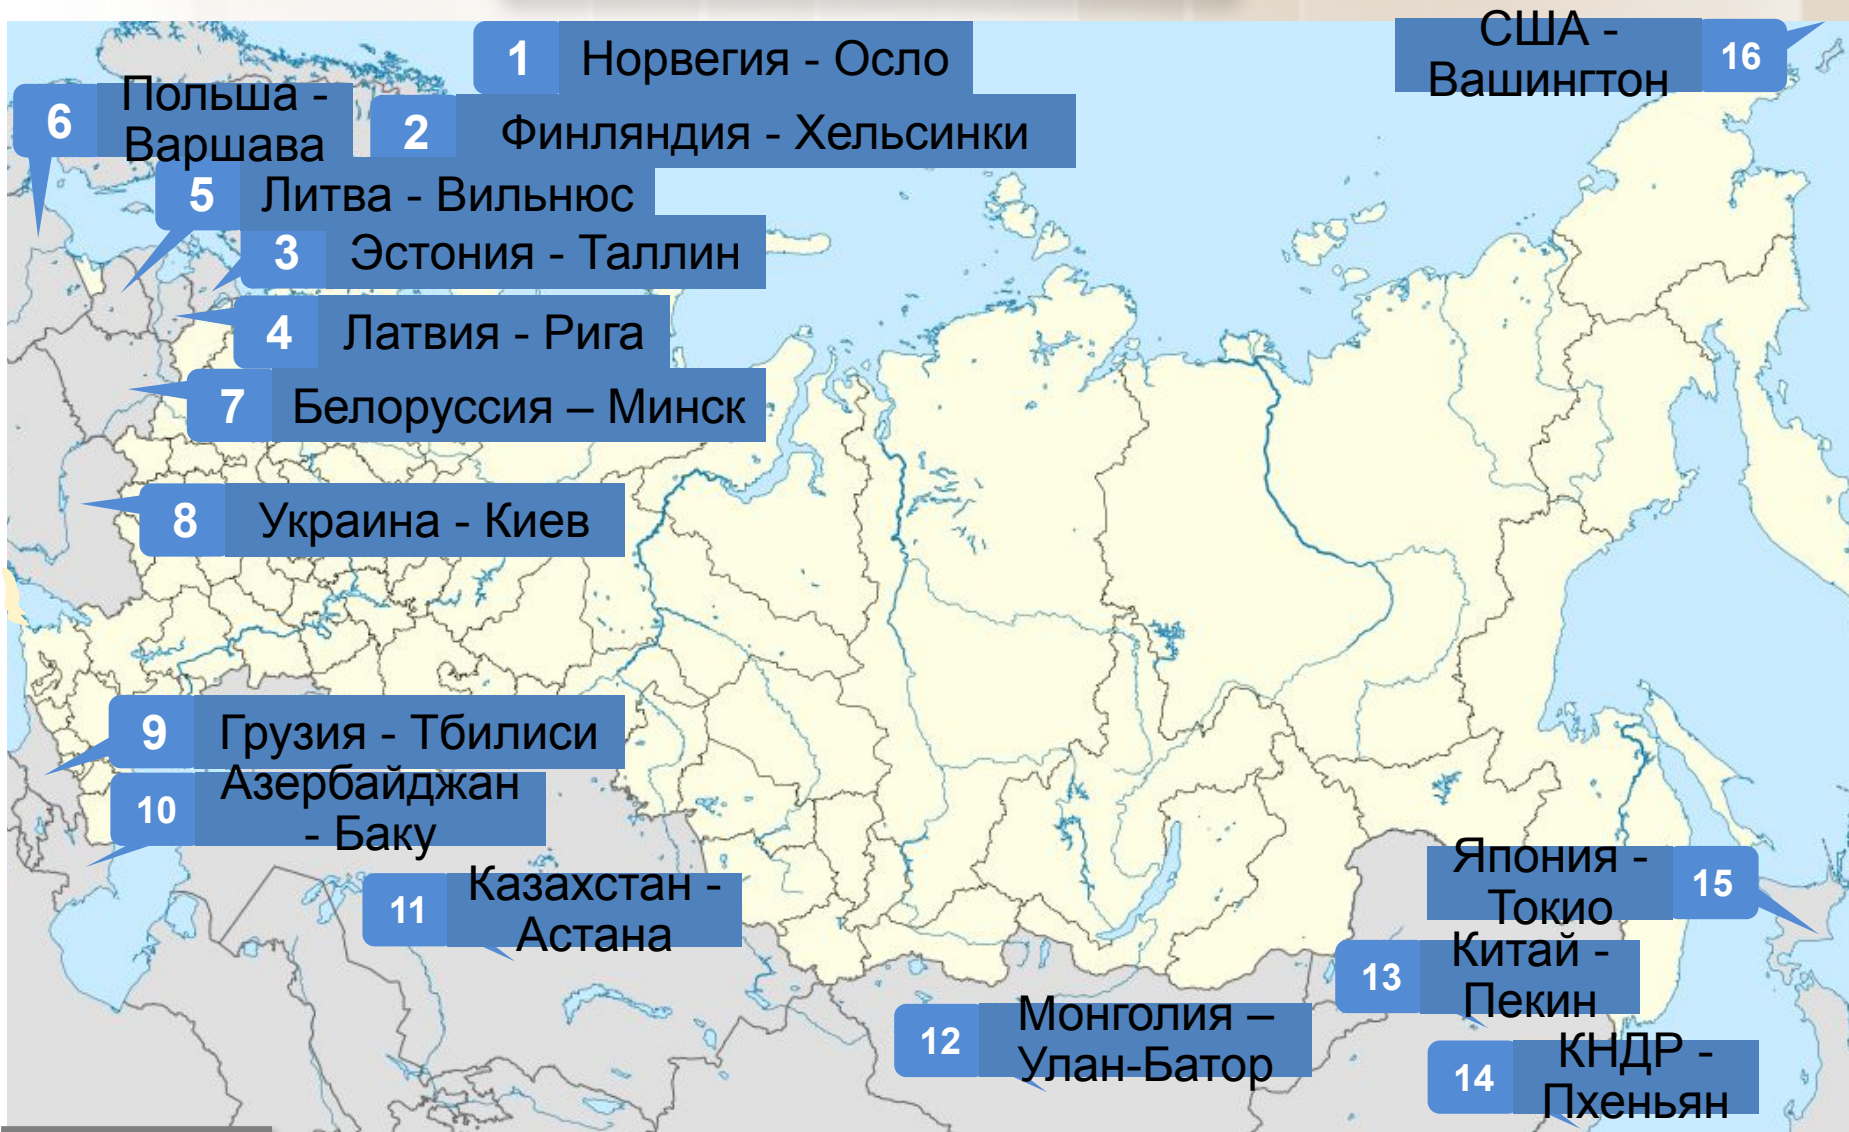 1 Норвегия - Осло
2 Финляндия - Хельсинки
3 Эстония - Таллин
4 Латвия - Рига
5 Литва - Вильнюс
6 Польша -
Варшава
7 Белоруссия – Минск
8 Украина - Киев
9 Грузия - Тбилиси
10 Азербайджан
- Баку
11 Казахстан -
Астана
12 Монголия –
Улан-Батор
13 Китай -
Пекин
14 КНДР -
Пхеньян
15 Япония -
Токио
16 США -
Вашингтон